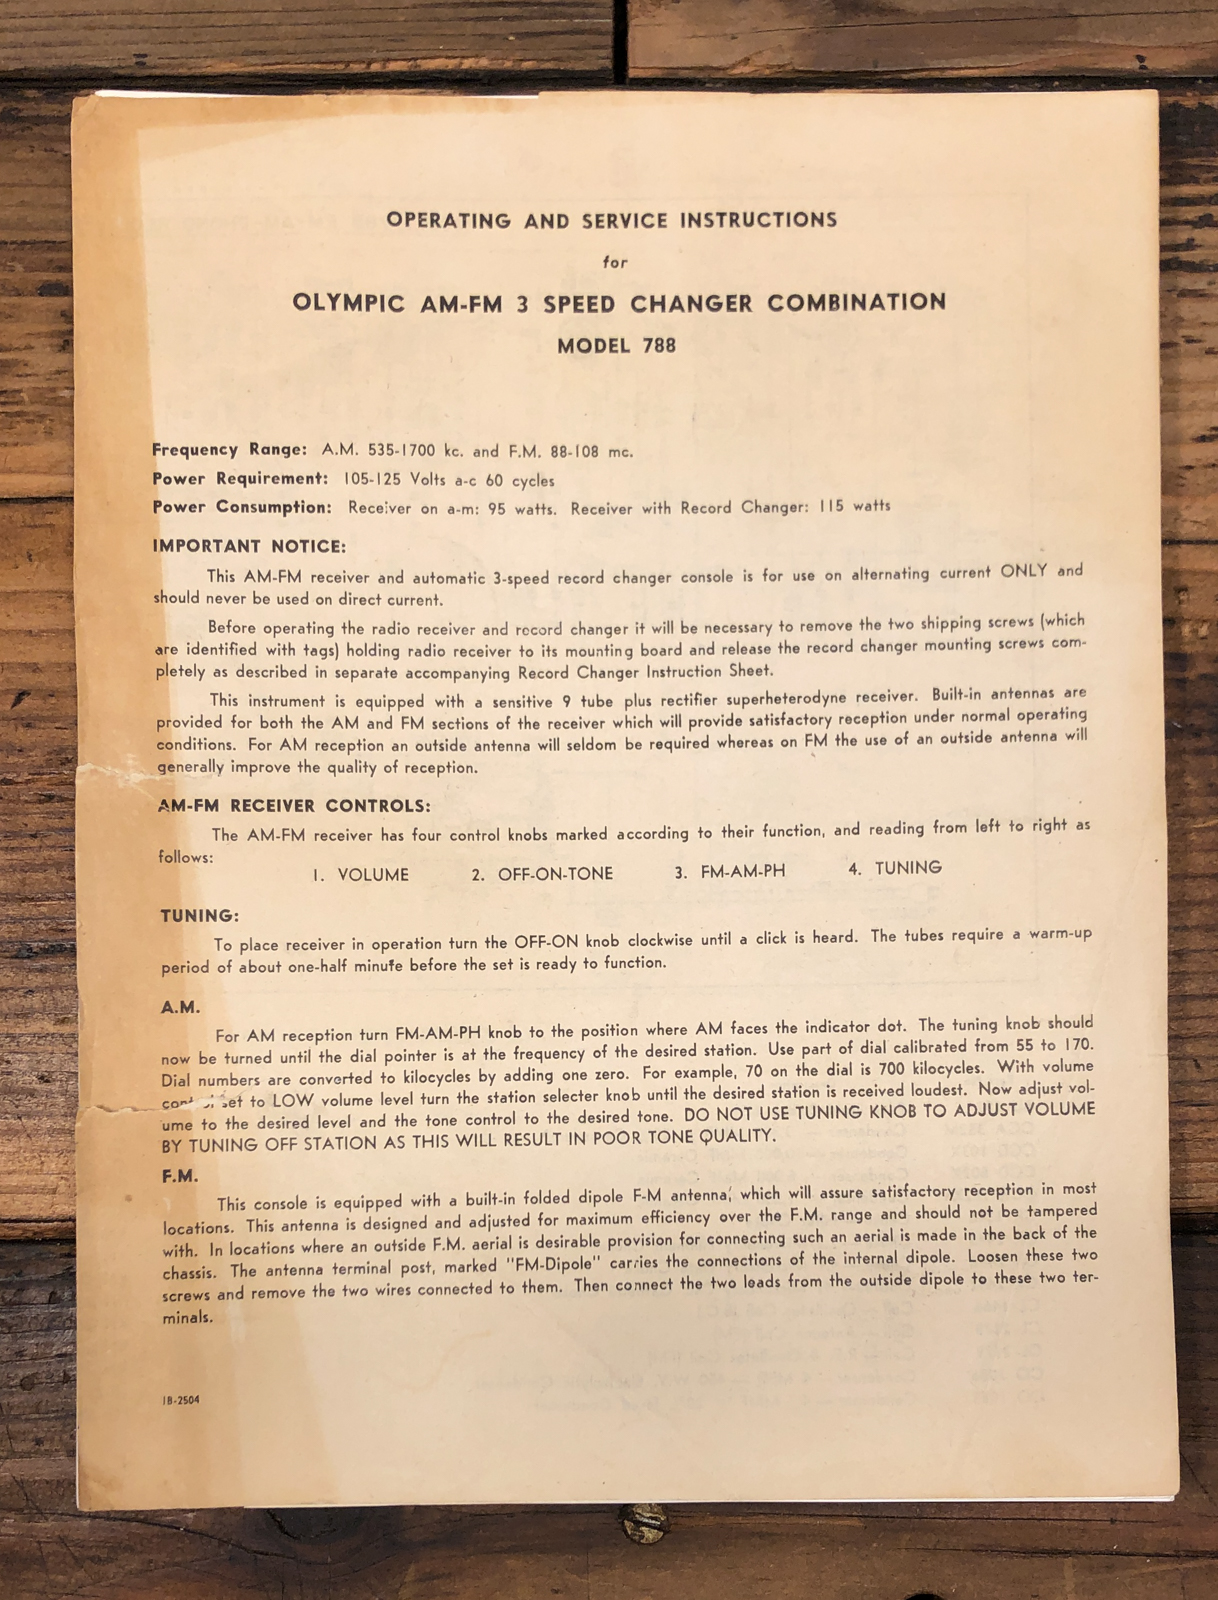 OPERATING AND SERVICE INSTRUCTIONS
for
OLYMPIC AM-FM 3 SPEED CHANGER COMBINATION
MODEL 788
Frequency Range: A.M. 535-1700 kc. and F.M. 88-108 mc.
Power Requirement: 105-125 Volts a-c 60 cycles
Power Consumption: Receiver on a-m: 95 watts. Receiver with Record Changer: 115 watts
IMPORTANT NOTICE:
This AM-FM receiver and automatic 3-speed record changer console is for use on alternating current ONLY and
should never be used on direct current.
Before operating the radio receiver and record changer it will be necessary to remove the two shipping screws (which
are identified with tags) holding radio receiver to its mounting board and release the record changer mounting screws com-
pletely as described in separate accompanying Record Changer Instruction Sheet.
This instrument is equipped with a sensitive 9 tube plus rectifier superheterodyne receiver. Built-in antennas are
provided for both the AM and FM sections of the receiver which will provide satisfactory reception under normal operating
conditions. For AM reception an outside antenna will seldom be required whereas on FM the use of an outside antenna will
generally improve the quality of reception.
AM-FM RECEIVER CONTROLS:
The AM-FM receiver has four control knobs marked according to their function, and reading from left to right as
follows:
1. VOLUME 2. OFF-ON-TONE 3. FM-AM-PH 4. TUNING
TUNING:
To place receiver in operation turn the OFF-ON knob clockwise until a click is heard. The tubes require a warm-up
period of about one-half minute before the set is ready to function.
A.M.
For AM reception turn FM-AM-PH knob to the position where AM faces the indicator dot. The tuning knob should
now be turned until the dial pointer is at the frequency of the desired station. Use part of dial calibrated from 55 to 170.
Dial numbers are converted to kilocycles by adding one zero. For example, 70 on the dial is 700 kilocycles. With volume
set to LOW volume level turn the station selecter knob until the desired station is received loudest. Now adjust vol-
ume to the desired level and the tone control to the desired tone. DO NOT USE TUNING KNOB TO ADJUST VOLUME
BY TUNING OFF STATION AS THIS WILL RESULT IN POOR TONE QUALITY.
F.M.
This console is equipped with a built-in folded dipole F-M antenna, which will assure satisfactory reception in most
locations. This antenna is designed and adjusted for maximum efficiency over the F.M. range and should not be tampered
with. In locations where an outside F.M. aerial is desirable provision for connecting such an aerial is made in the back of the
chassis. The antenna terminal post, marked "FM-Dipole" carries the connections of the internal dipole. Loosen these two
screws and remove the two wires connected to them. Then connect the two leads from the outside dipole to these two ter-
minals.
IB-2504